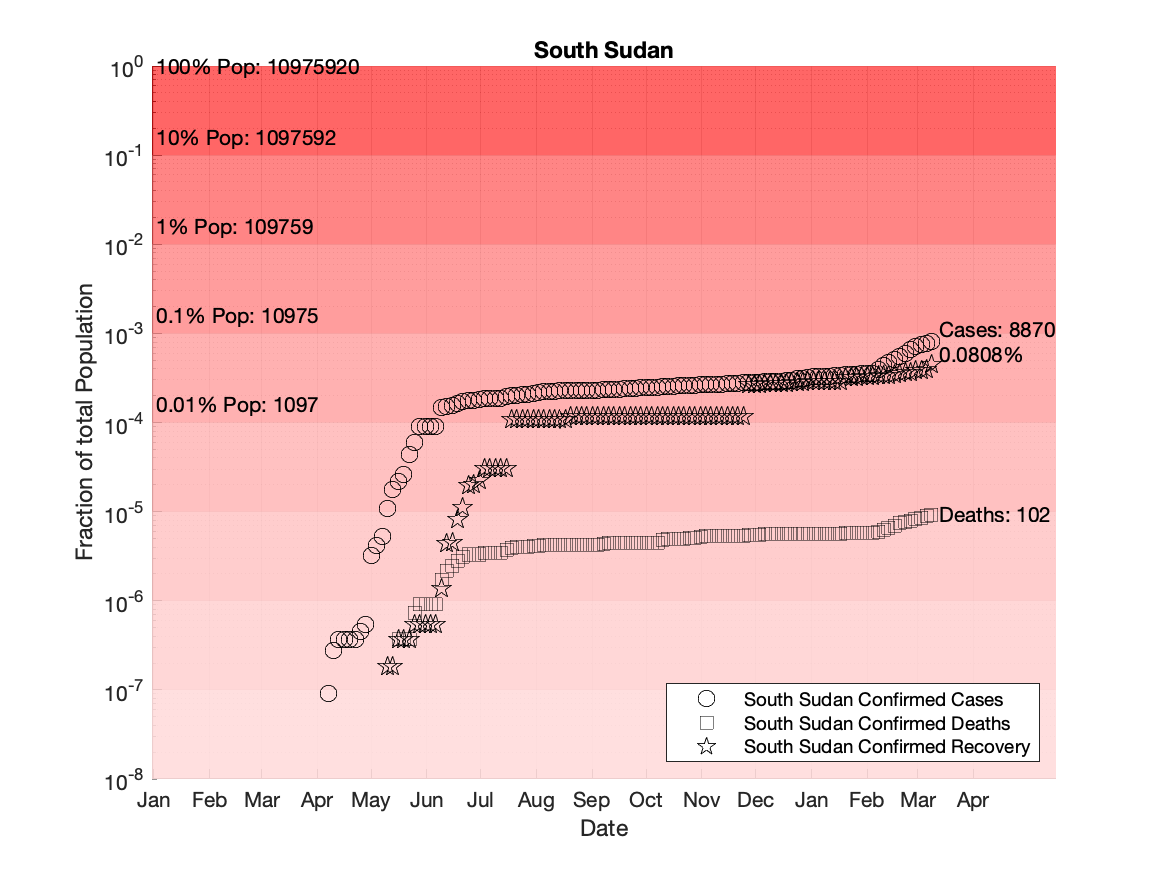 South Sudan
10^0
100% Pop: 10975920
10% Pop: 1097592
10^-1
1% Pop: 109759
10^-2
0.1% Pop: 10975
10^-3
Cases: 8870
0.0808%
0.01% Pop: 1097
10^-4
10^-5
Deaths: 102
10^-6
10^-7
10^-8
Fraction of total Population
South Sudan Confirmed Cases
South Sudan Confirmed Deaths
South Sudan Confirmed Recovery
Jan Feb Mar Apr May Jun Jul Aug Sep Oct Nov Dec Jan Feb Mar Apr
Date